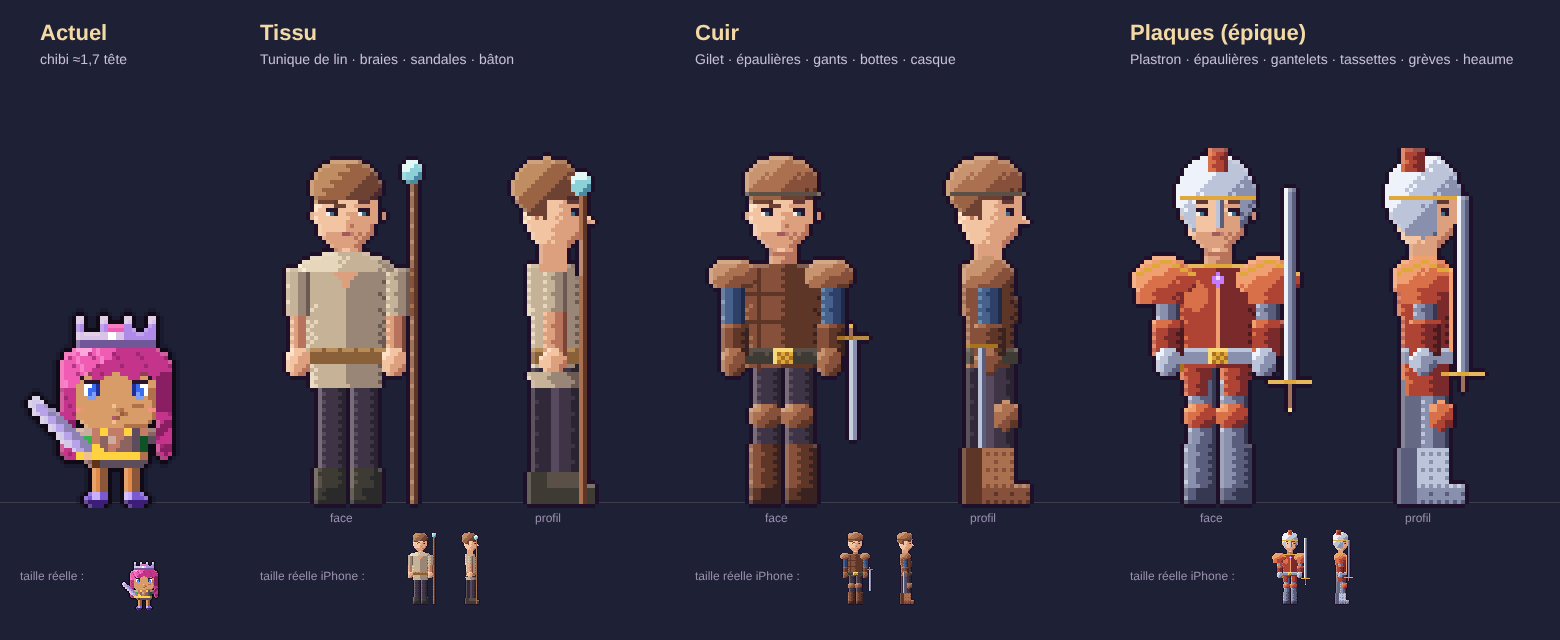 Actuel
chibi ≈1,7 tête
Tissu
Tunique de lin · braies · sandales · bâton
Cuir
Gilet · épaulières · gants · bottes · casque
Plaques (épique)
Plastron · épaulières · gantelets · tassettes · grèves · heaume
face
profil
face
profil
face
profil
taille réelle :
taille réelle iPhone :
taille réelle iPhone :
taille réelle iPhone :